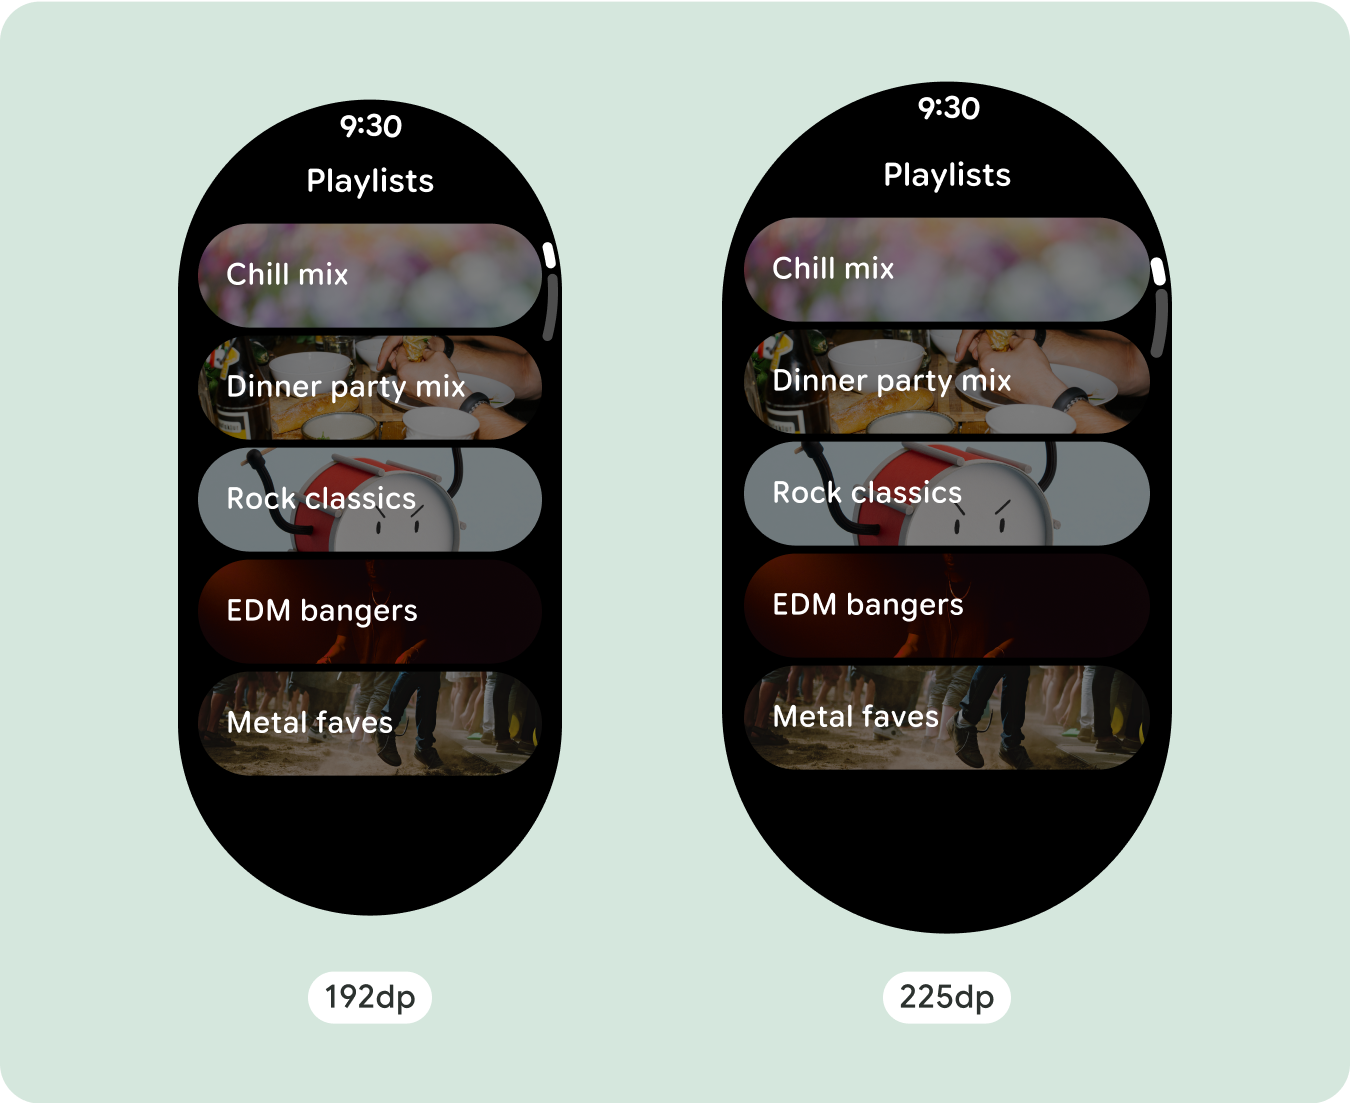 9:30
Playlists
Chill mix
Dinner party mix
Rock classics
EDM bangers
Metal faves
192dp
9:30
Playlists
Chill mix
Dinner party mix
Rock classics
EDM bangers
Metal faves
225dp